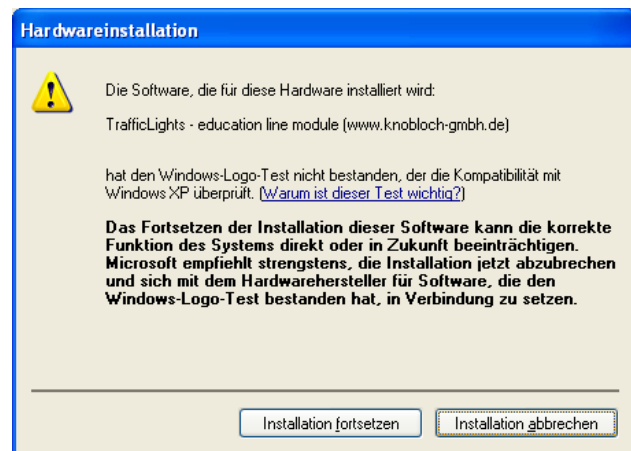 Hardwareinstallation
Die Software, die für diese Hardware installiert wird:
TrafficLights - education line module (www.knobloch-gmbh.de)
hat den Windows-Logo-Test nicht bestanden, der die Kompatibilität mit
Windows XP überprüft. (Warum ist dieser Test wichtig?)
Das Fortsetzen der Installation dieser Software kann die korrekte
Funktion des Systems direkt oder in Zukunft beeinträchtigen.
Microsoft empfiehlt strengstens, die Installation jetzt abzubrechen
und sich mit dem Hardwarehersteller für Software, die den
Windows-Logo-Test bestanden hat, in Verbindung zu setzen.
Installation fortsetzen
Installation abbrechen